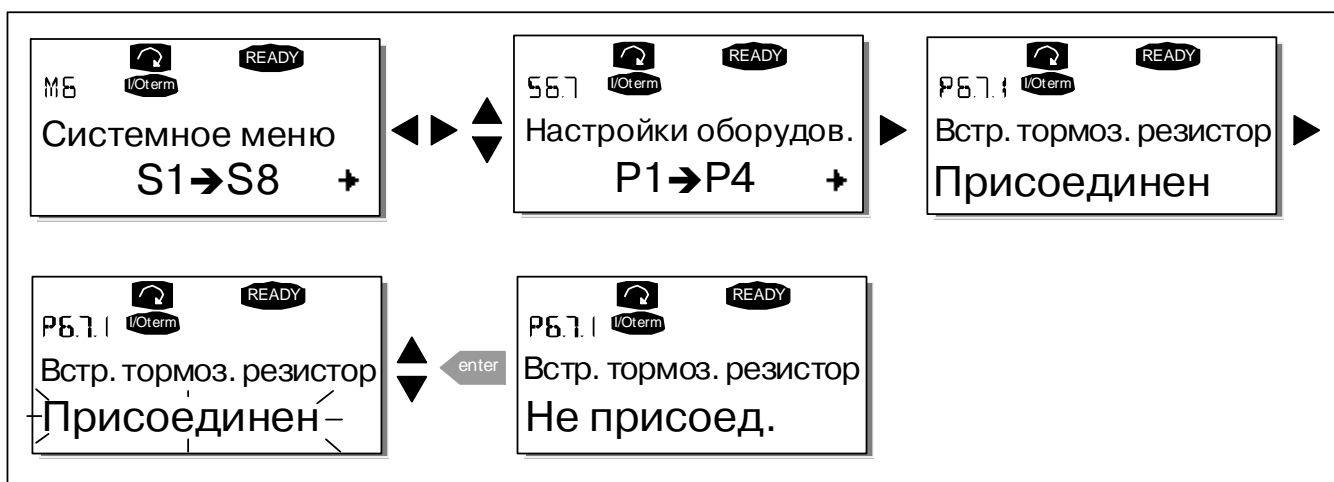 READY
M6 I/Oterm
Системное меню
S1➔S8
READY
S6.7 I/Oterm
Настройки оборудов.
P1➔P4
READY
P6.7.1 I/Oterm
Встр. тормоз. резистор
Присоединен
READY
P6.7.1 I/Oterm
Встр. тормоз. резистор
Присоединен
enter
READY
P6.7.1 I/Oterm
Встр. тормоз. резистор
Не присоед.